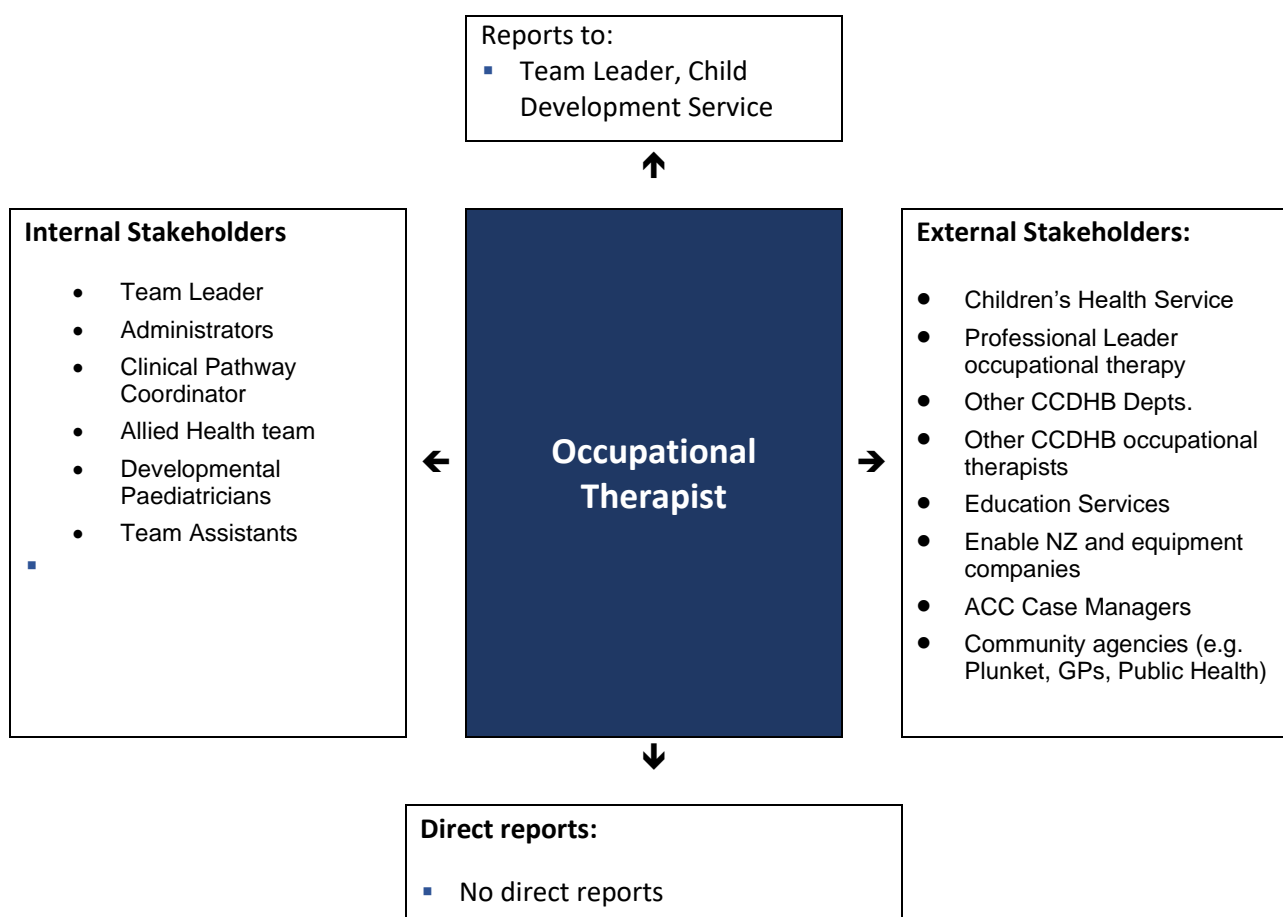 Reports to:
▪ Team Leader, Child
Development Service
Internal Stakeholders
• Team Leader
• Administrators
• Clinical Pathway
Coordinator
• Allied Health team
• Developmental
Paediatricians
• Team Assistants
▪
Occupational
Therapist
External Stakeholders:
● Children’s Health Service
● Professional Leader
occupational therapy
● Other CCDHB Depts.
● Other CCDHB occupational
therapists
● Education Services
● Enable NZ and equipment
companies
● ACC Case Managers
● Community agencies (e.g.
Plunket, GPs, Public Health)
Direct reports:
▪ No direct reports